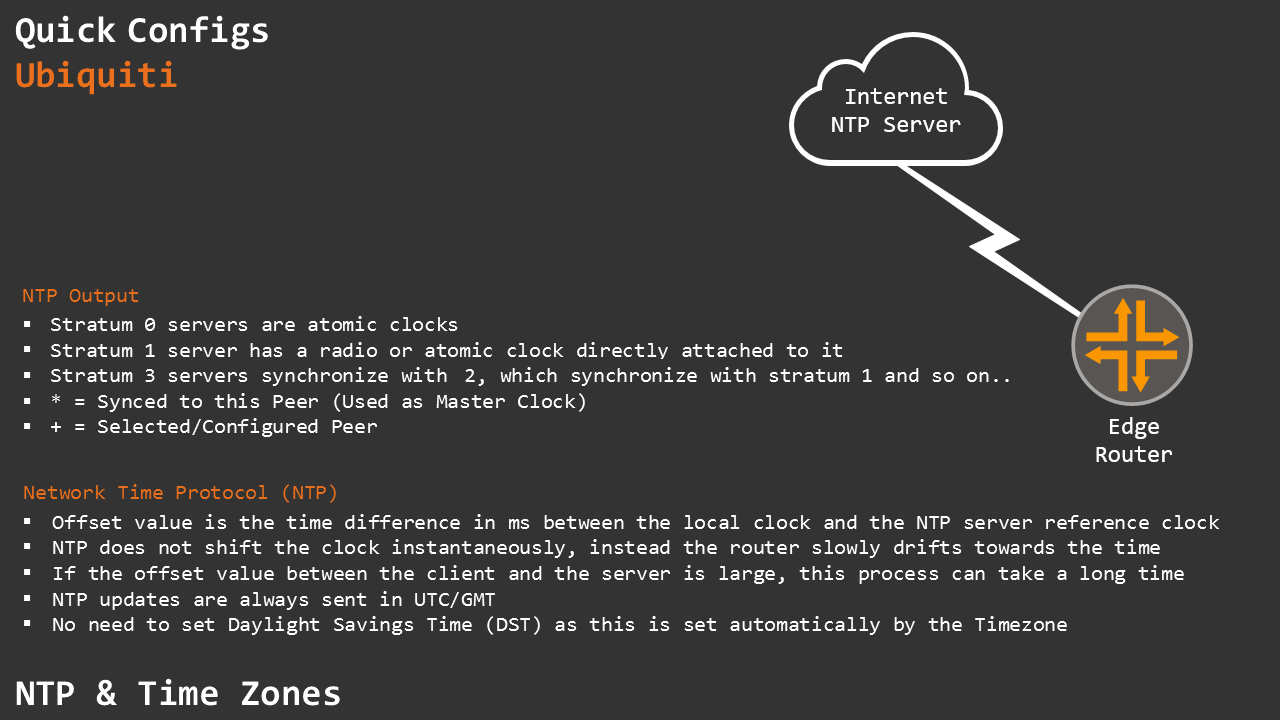 Quick Configs
Ubiquiti
Internet
NTP Server
NTP Output
▪ Stratum 0 servers are atomic clocks
▪ Stratum 1 server has a radio or atomic clock directly attached to it
▪ Stratum 3 servers synchronize with 2, which synchronize with stratum 1 and so on..
▪ * = Synced to this Peer (Used as Master Clock)
▪ + = Selected/Configured Peer
Edge
Router
Network Time Protocol (NTP)
▪ Offset value is the time difference in ms between the local clock and the NTP server reference clock
▪ NTP does not shift the clock instantaneously, instead the router slowly drifts towards the time
▪ If the offset value between the client and the server is large, this process can take a long time
▪ NTP updates are always sent in UTC/GMT
▪ No need to set Daylight Savings Time (DST) as this is set automatically by the Timezone
NTP & Time Zones